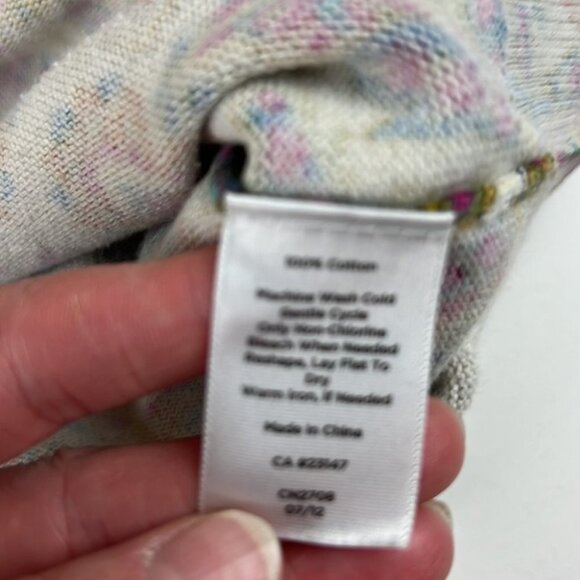 100% Cotton
Machine Wash Cold
Gentle Cycle
Only Non-Chlorine
Bleach When Needed
Reshape, Lay Flat To
Dry
Warm Iron, If Needed
Made in China
CA #23147
CN2708
07/12